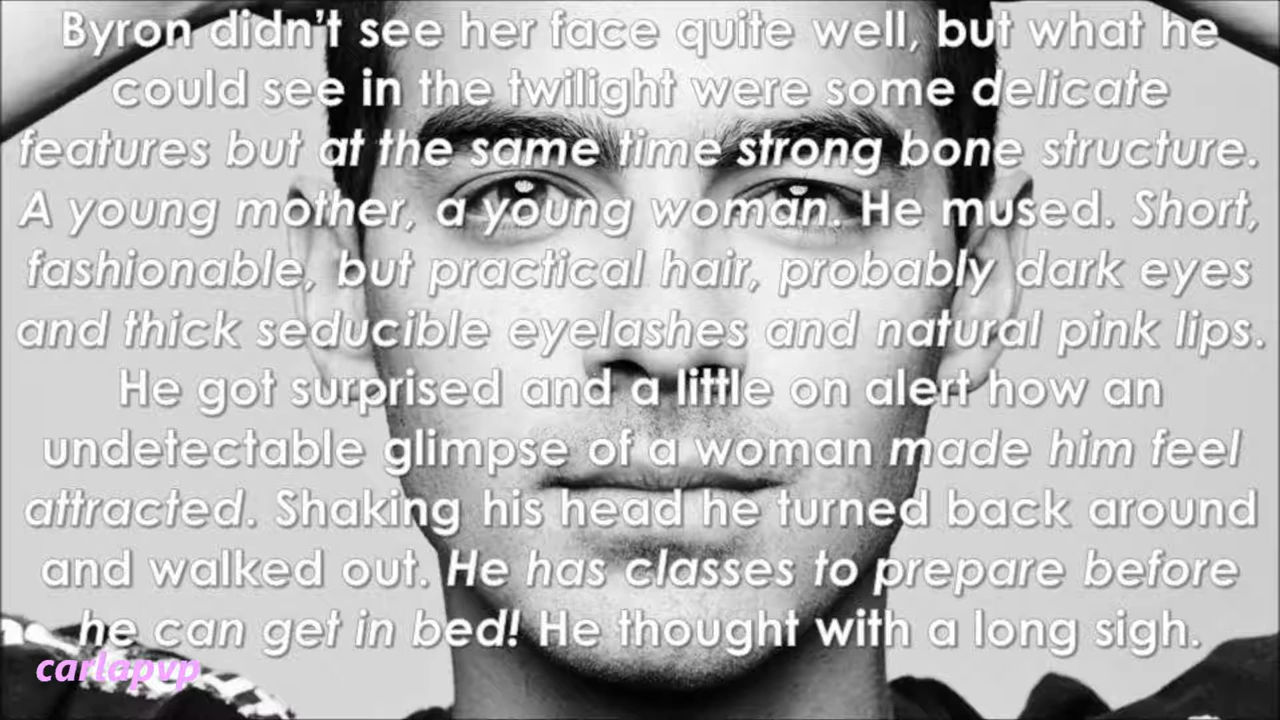 Byron didn’t see her face quite well, but what he
could see in the twilight were some delicate
features but at the same time strong bone structure.
A young mother, a young woman. He mused. Short,
fashionable, but practical hair, probably dark eyes
and thick seducible eyelashes and natural pink lips.
He got surprised and a little on alert how an
undetectable glimpse of a woman made him feel
attracted. Shaking his head he turned back around
and walked out. He has classes to prepare before
he can get in bed! He thought with a long sigh.
carlapvp